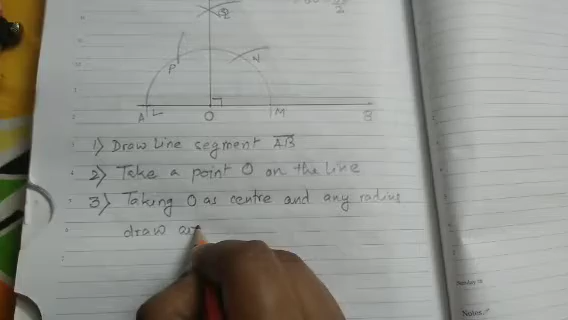 Q
P
N
A L O M B
1) Draw Line segment AB
2) Take a point O on the line
3) Taking O as centre and any radius
draw
Notes